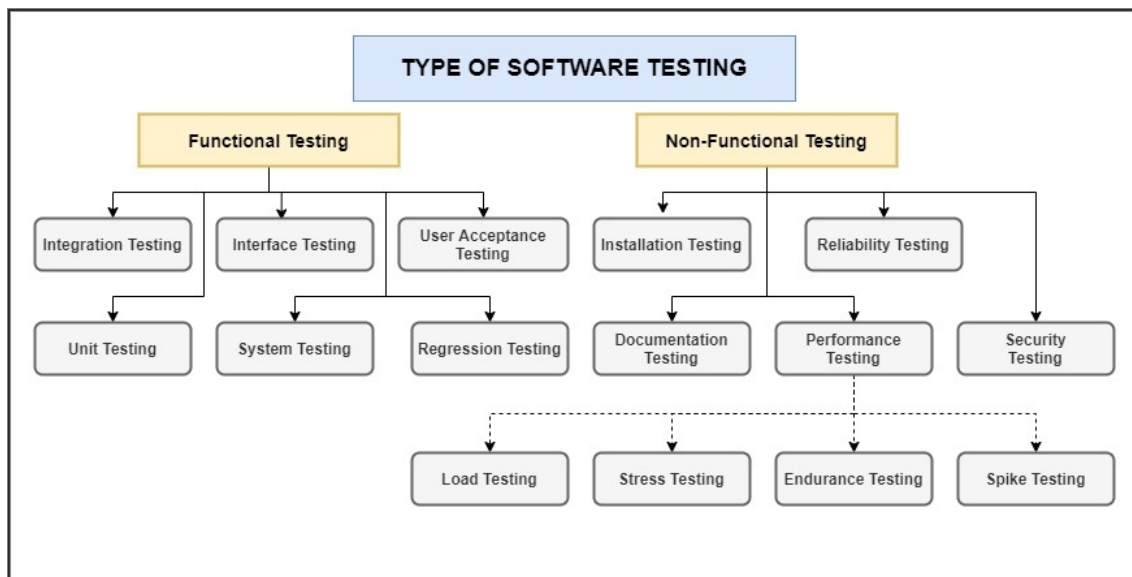 TYPE OF SOFTWARE TESTING
Functional Testing
Non-Functional Testing
Integration Testing
Interface Testing
User Acceptance
Testing
Installation Testing
Reliability Testing
Unit Testing
System Testing
Regression Testing
Documentation
Testing
Performance
Testing
Security
Testing
Load Testing
Stress Testing
Endurance Testing
Spike Testing